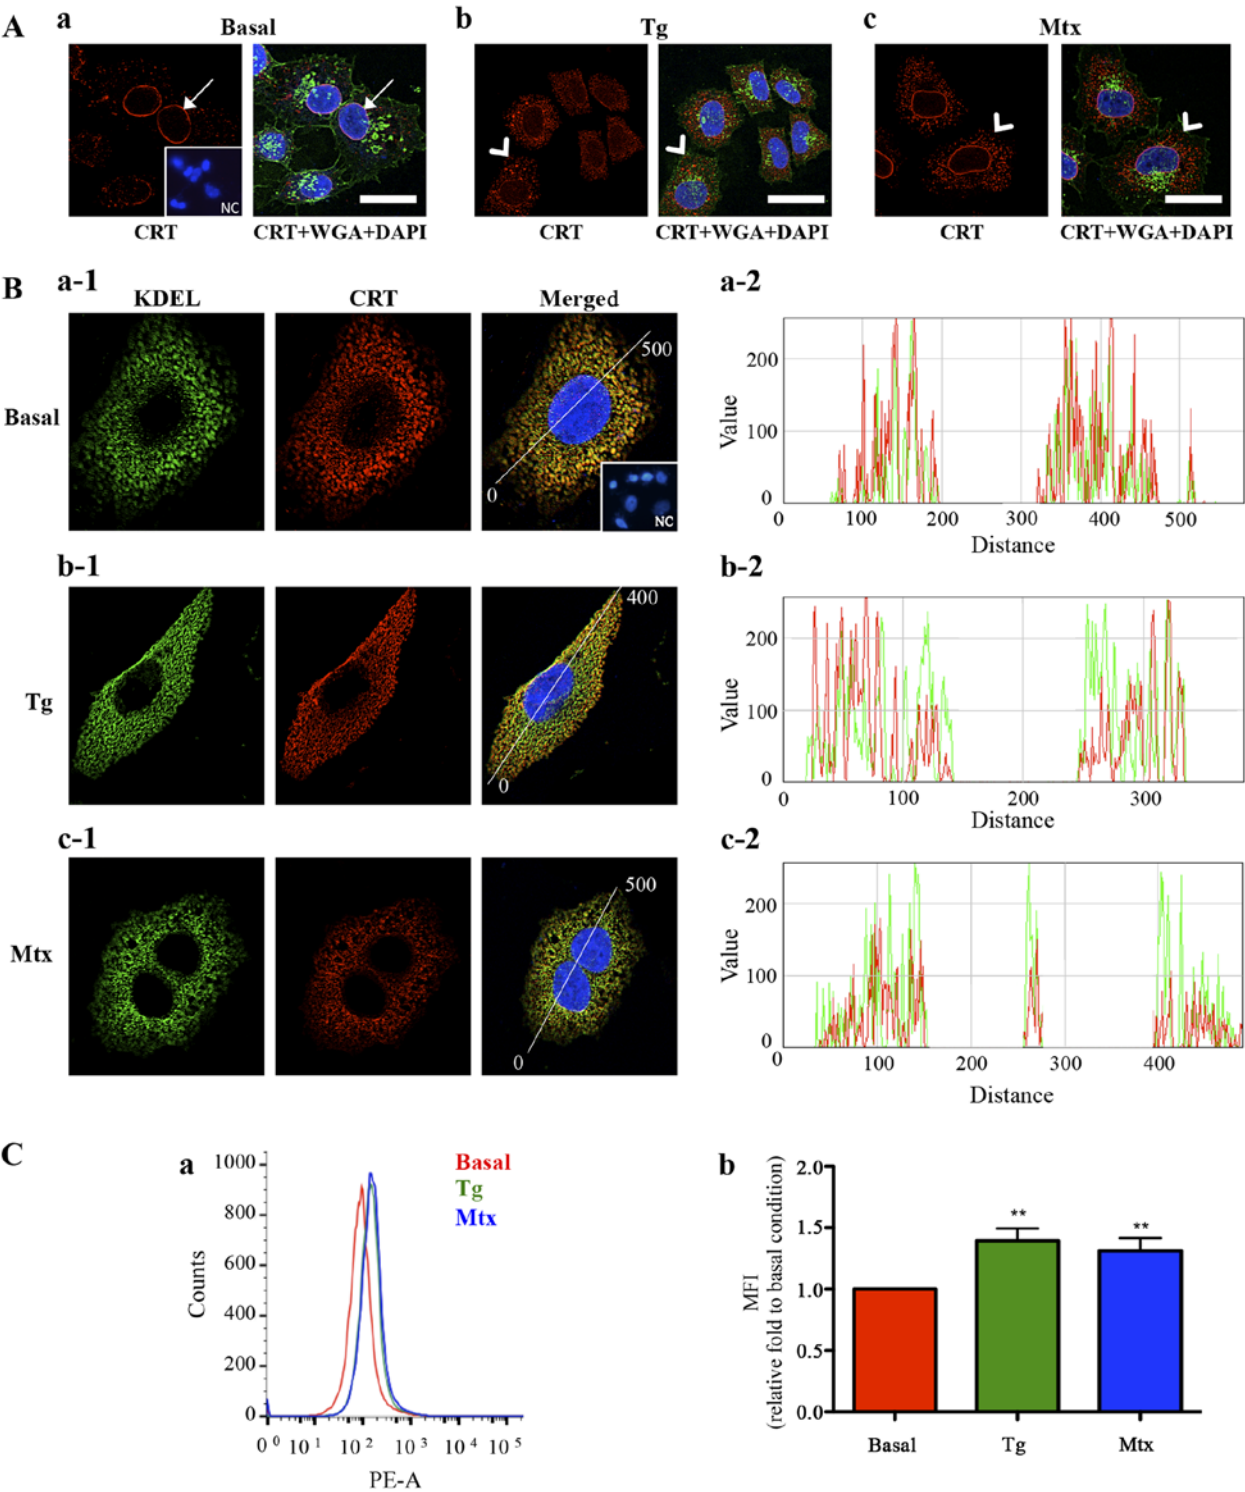 A
a
Basal
b
Tg
c
Mtx
NC
CRT
CRT+WGA+DAPI
CRT
CRT+WGA+DAPI
CRT
CRT+WGA+DAPI
B
a-1
KDEL
CRT
Merged
a-2
Basal
500
0
NC
Value
200
100
0
0
100
200
300
400
500
Distance
b-1
b-2
Tg
400
0
Value
200
100
0
0
100
200
300
Distance
c-1
c-2
Mtx
500
0
Value
200
100
0
0
100
200
300
400
Distance
C
a
Basal
Tg
Mtx
Counts
1000
800
600
400
200
0
0 0
10 1
10 2
10 3
10 4
10 5
PE-A
b
MFI
(relative fold to basal condition)
2.0
1.5
1.0
0.5
0.0
**
**
Basal
Tg
Mtx